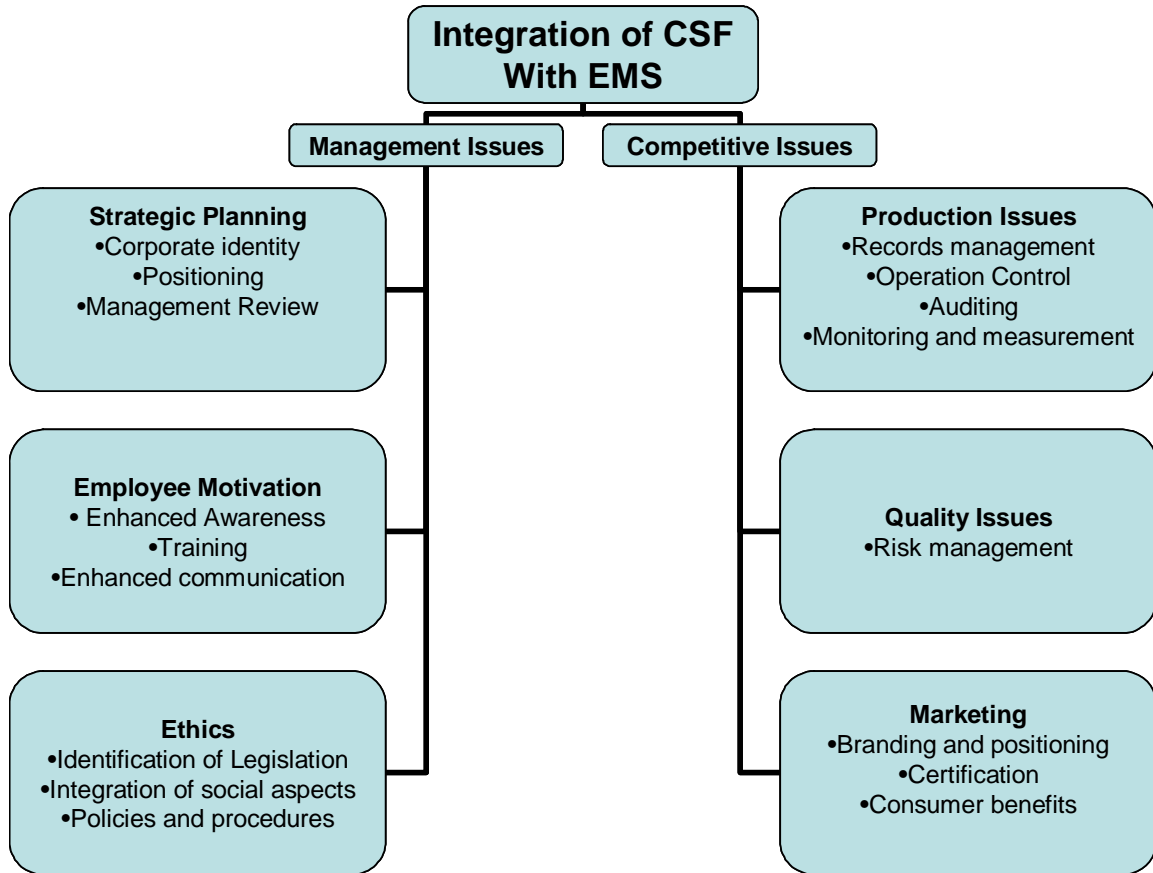 Integration of CSF
With EMS
Management Issues
Competitive Issues
Strategic Planning
•Corporate identity
•Positioning
•Management Review
Employee Motivation
• Enhanced Awareness
•Training
•Enhanced communication
Ethics
•Identification of Legislation
•Integration of social aspects
•Policies and procedures
Production Issues
•Records management
•Operation Control
•Auditing
•Monitoring and measurement
Quality Issues
•Risk management
Marketing
•Branding and positioning
•Certification
•Consumer benefits